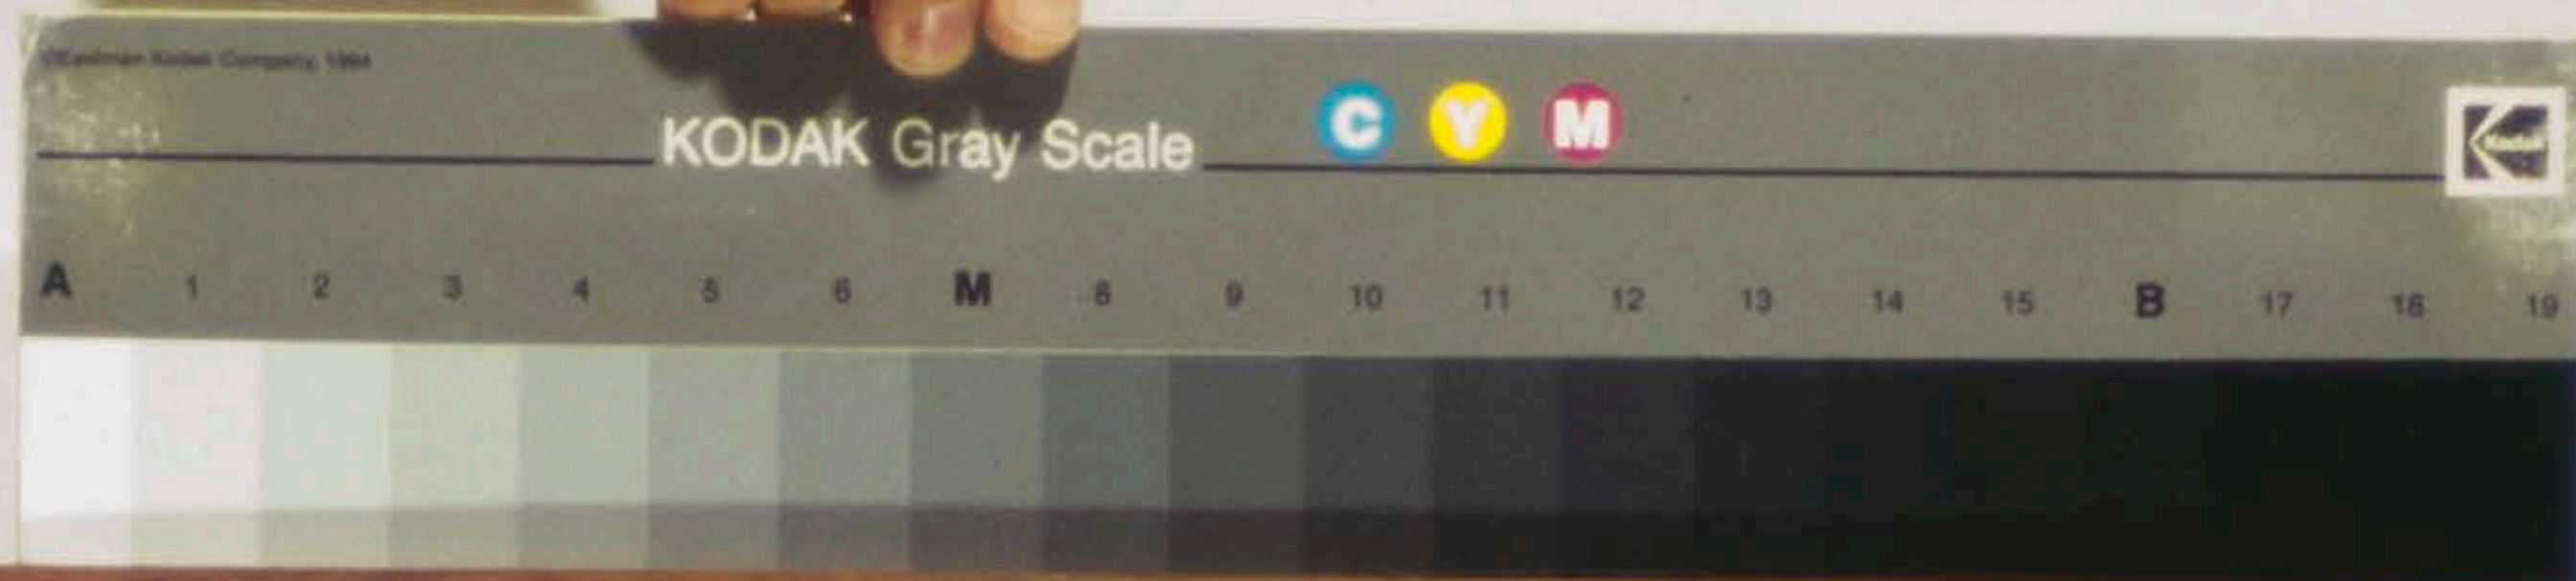 ©Eastman Kodak Company, 1994
KODAK Gray Scale
C Y M
Kodak
A 1 2 3 4 5 6 M 8 9 10 11 12 13 14 15 B 17 18 19